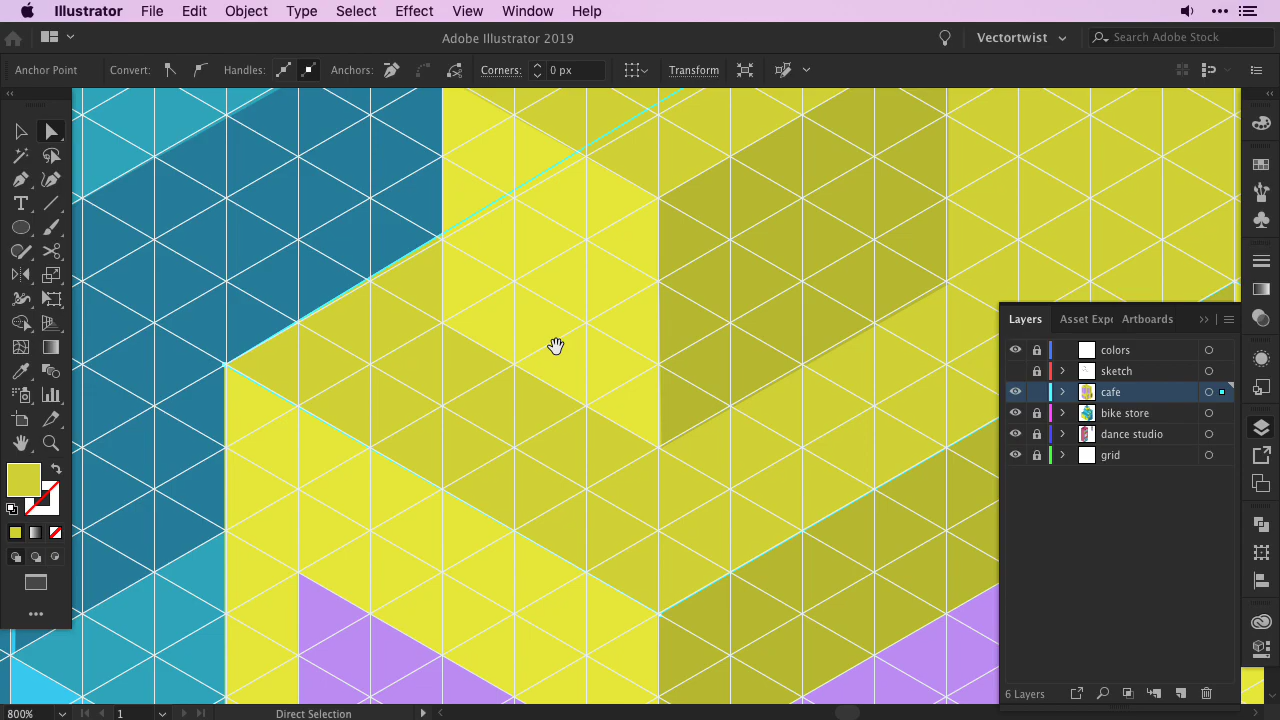 Illustrator File Edit Object Type Select Effect View Window Help
Adobe Illustrator 2019
Vectortwist
Search Adobe Stock
Anchor Point
Convert:
Handles:
Anchors:
Corners:
0 px
Transform
Layers
Asset Expo
Artboards
colors
sketch
cafe
bike store
dance studio
grid
6 Layers
800%
1
Direct Selection